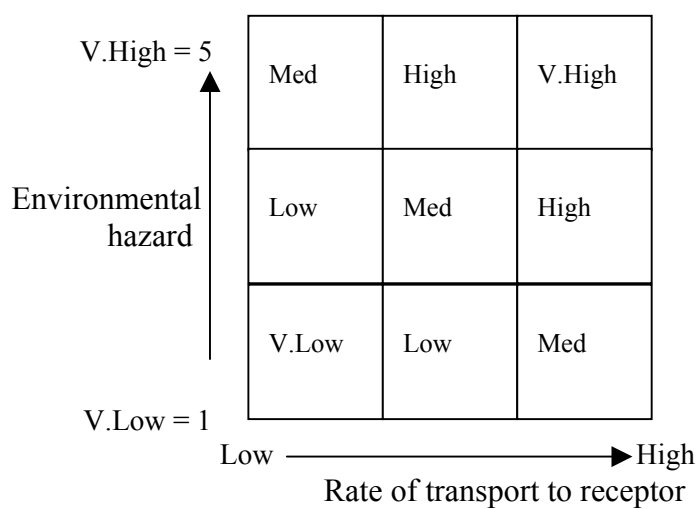 V.High = 5
Med High V.High
Environmental
hazard
Low Med High
V.Low Low Med
V.Low = 1
Low High
Rate of transport to receptor